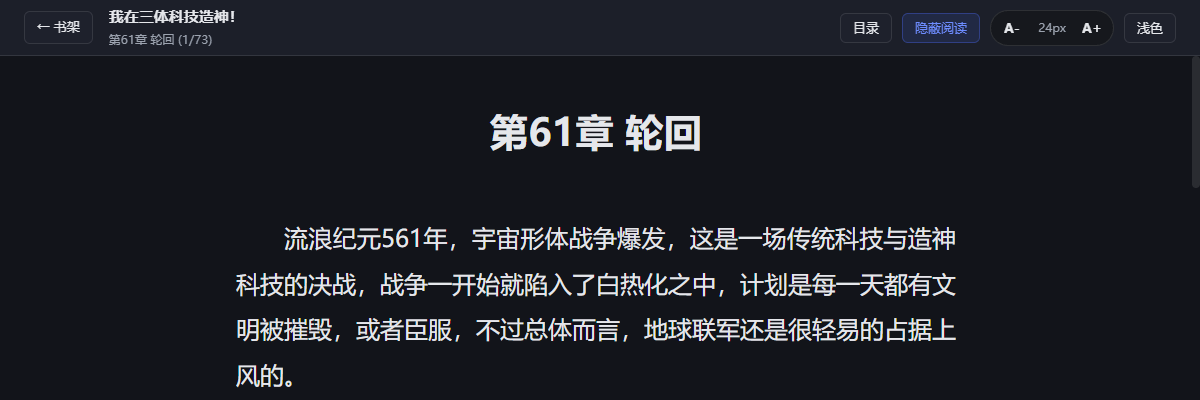 ← 书架
我在三体科技造神！
第61章 轮回 (1/73)
目录
隐蔽阅读
A-
24px
A+
浅色
第61章 轮回
流浪纪元561年，宇宙形体战争爆发，这是一场传统科技与造神
科技的决战，战争一开始就陷入了白热化之中，计划是每一天都有文
明被摧毁，或者臣服，不过总体而言，地球联军还是很轻易的占据上
风的。